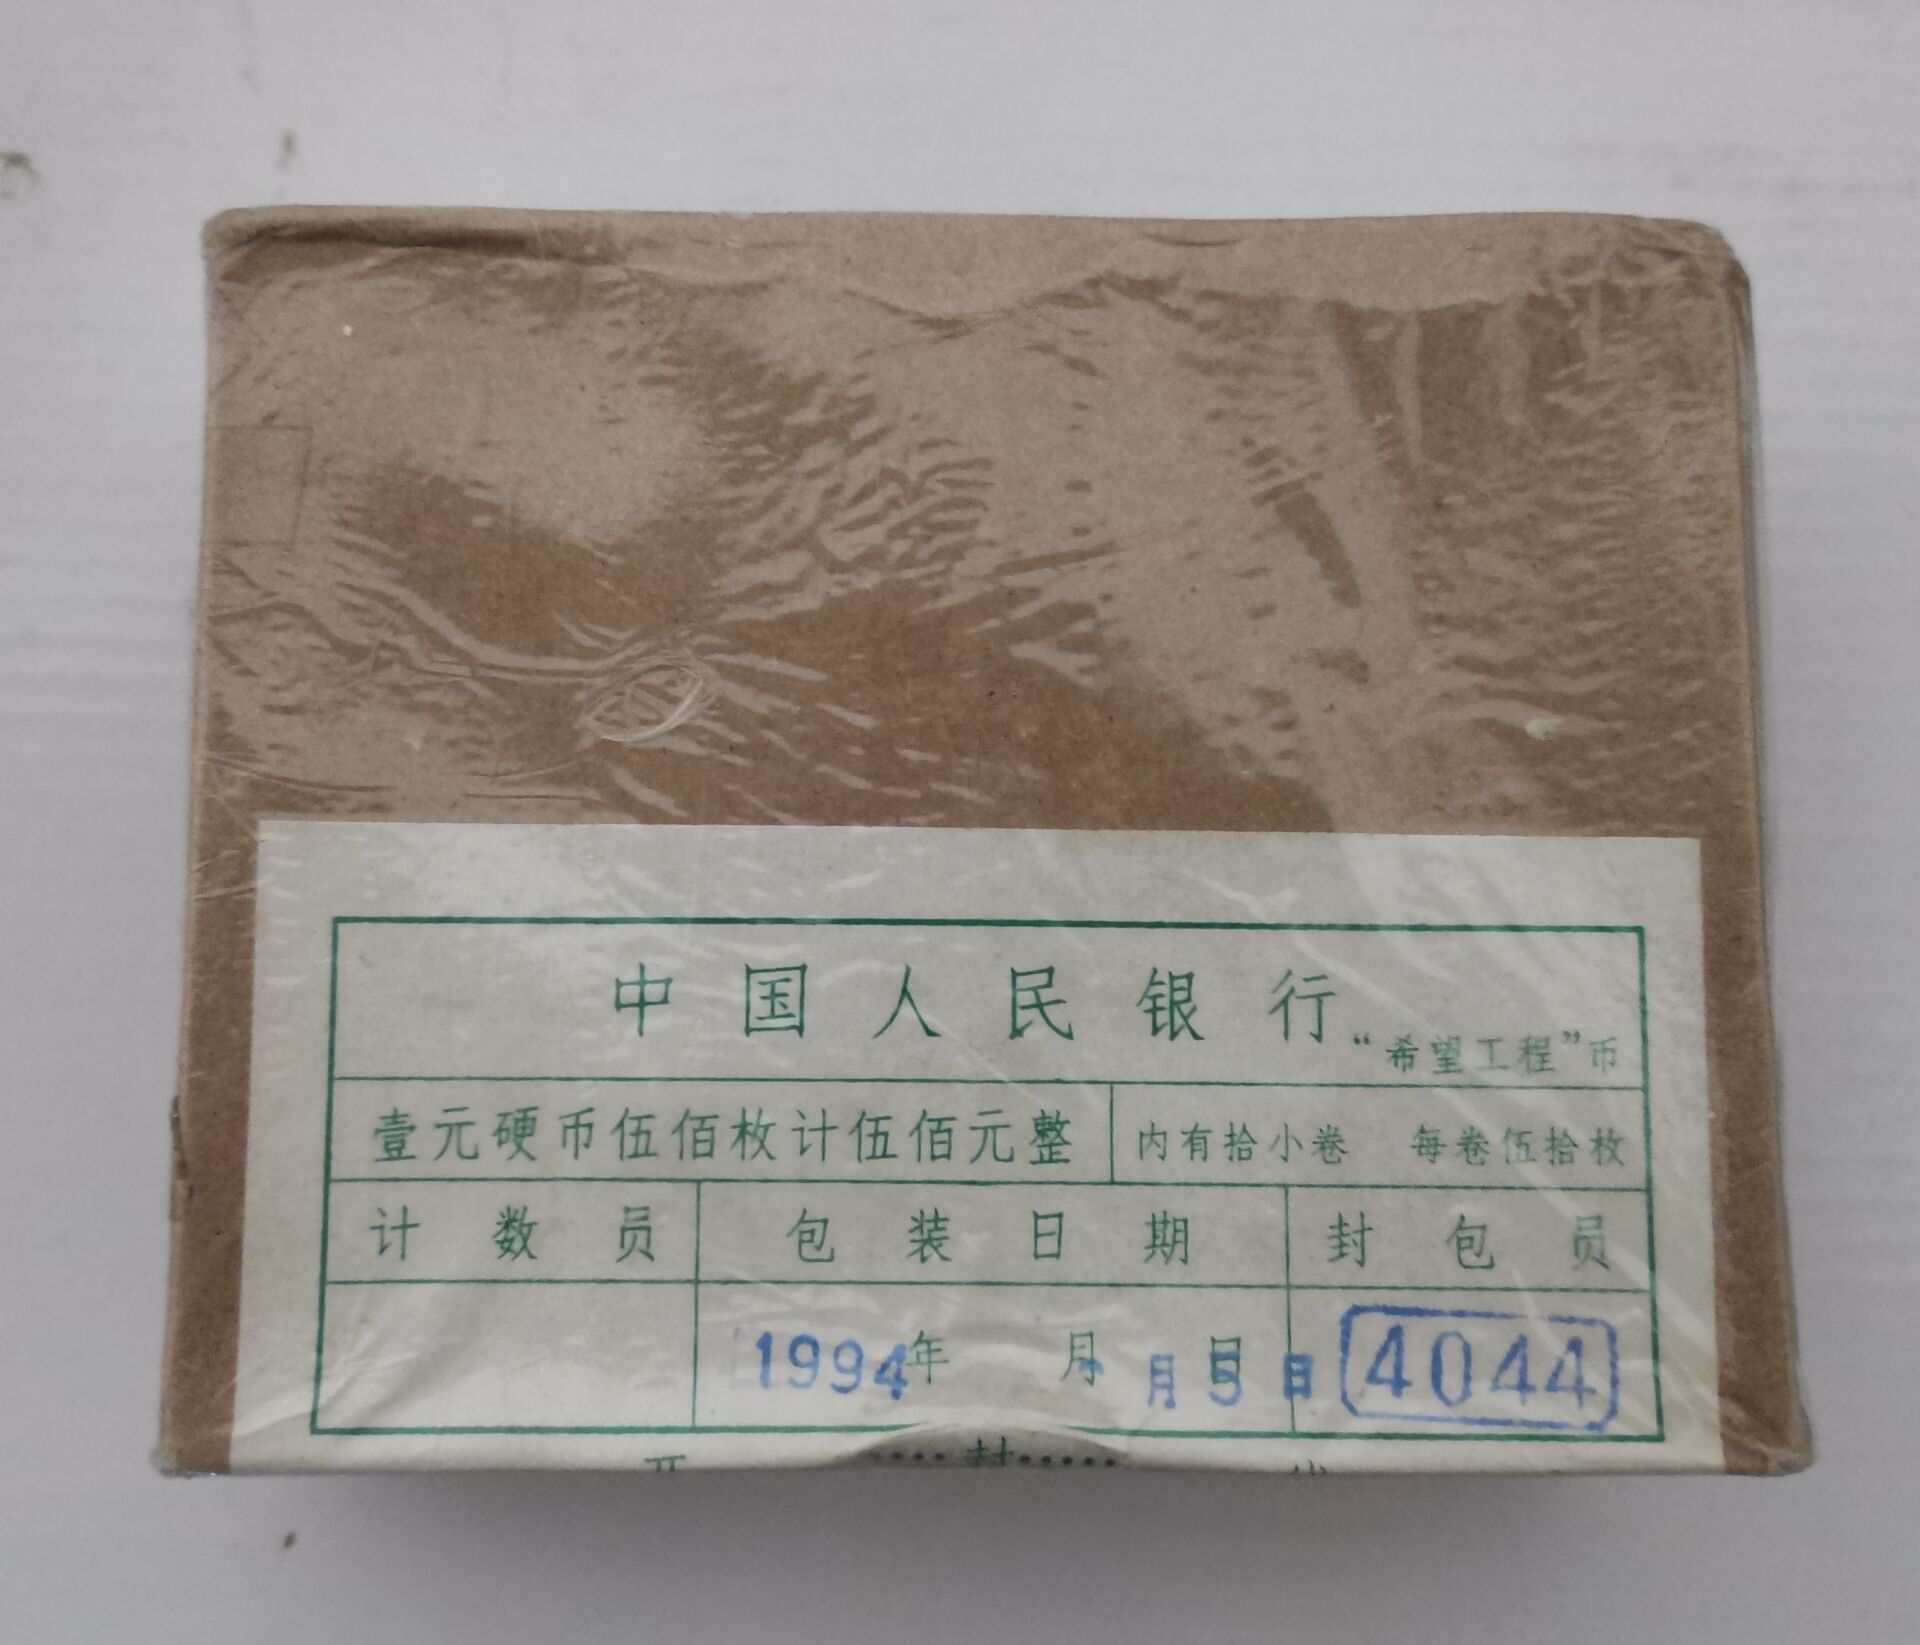 中国人民银行
“希望工程”币
壹元硬币伍佰枚计伍佰元整 内有拾小卷 每卷伍拾枚
计数员 包装日期 封包员
1994年 月 月5日 4044
封